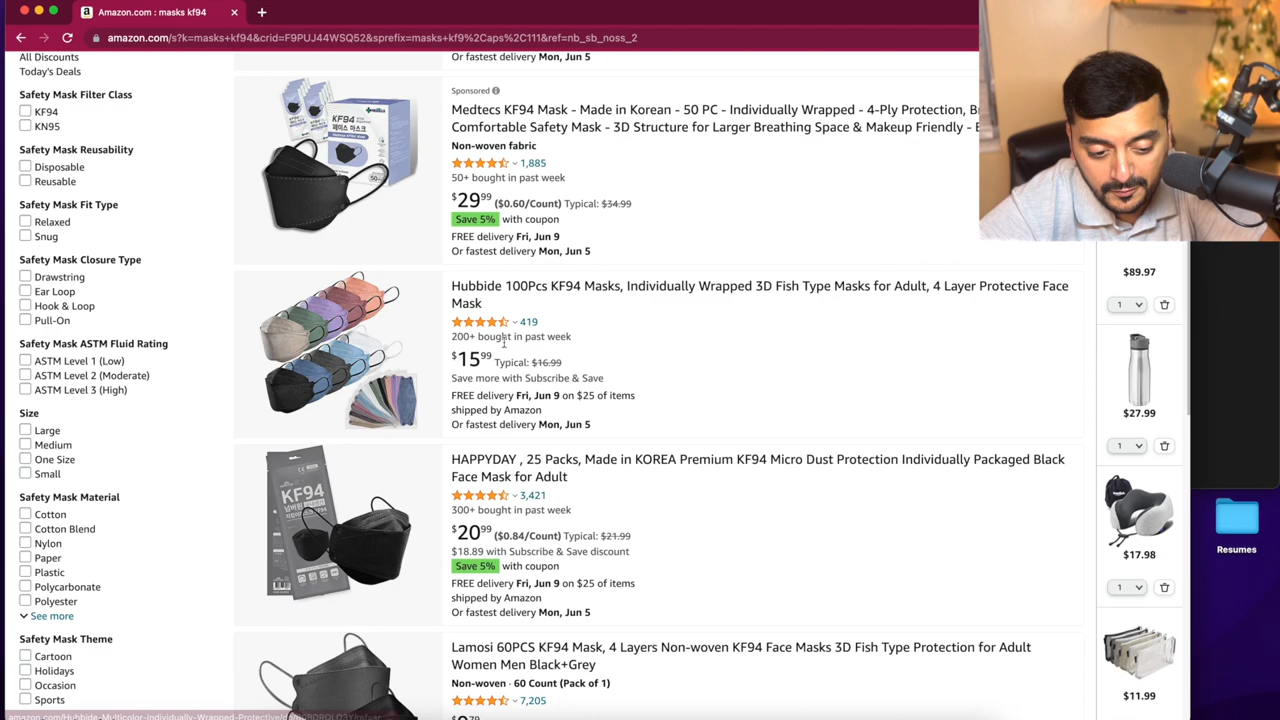 Amazon.com : masks kf94
amazon.com/s?k=masks+kf94&crid=F9PUJ44WSQ52&sprefix=masks+kf9%2Caps%2C111&ref=nb_sb_noss_2
All Discounts
Today's Deals
Safety Mask Filter Class
KF94
KN95
Safety Mask Reusability
Disposable
Reusable
Safety Mask Fit Type
Relaxed
Snug
Safety Mask Closure Type
Drawstring
Ear Loop
Hook & Loop
Pull-On
Safety Mask ASTM Fluid Rating
ASTM Level 1 (Low)
ASTM Level 2 (Moderate)
ASTM Level 3 (High)
Size
Large
Medium
One Size
Small
Safety Mask Material
Cotton
Cotton Blend
Nylon
Paper
Plastic
Polycarbonate
Polyester
See more
Safety Mask Theme
Cartoon
Holidays
Occasion
Sports
Or fastest delivery Mon, Jun 5
Sponsored
KF94
페이스 마스크
50
Medtecs KF94 Mask - Made in Korean - 50 PC - Individually Wrapped - 4-Ply Protection,
Comfortable Safety Mask - 3D Structure for Larger Breathing Space & Makeup Friendly -
Non-woven fabric
1,885
50+ bought in past week
$29.99 ($0.60/Count) Typical: $34.99
Save 5% with coupon
FREE delivery Fri, Jun 9
Or fastest delivery Mon, Jun 5
Hubbide 100Pcs KF94 Masks, Individually Wrapped 3D Fish Type Masks for Adult, 4 Layer Protective Face
Mask
419
200+ bought in past week
$15.99 Typical: $16.99
Save more with Subscribe & Save
FREE delivery Fri, Jun 9 on $25 of items
shipped by Amazon
Or fastest delivery Mon, Jun 5
KF94
HAPPYDAY , 25 Packs, Made in KOREA Premium KF94 Micro Dust Protection Individually Packaged Black
Face Mask for Adult
3,421
300+ bought in past week
$20.99 ($0.84/Count) Typical: $21.99
$18.89 with Subscribe & Save discount
Save 5% with coupon
FREE delivery Fri, Jun 9 on $25 of items
shipped by Amazon
Or fastest delivery Mon, Jun 5
Lamosi 60PCS KF94 Mask, 4 Layers Non-woven KF94 Face Masks 3D Fish Type Protection for Adult
Women Men Black+Grey
Non-woven · 60 Count (Pack of 1)
7,205
$89.97
1
$27.99
1
$17.98
1
$11.99
Resumes